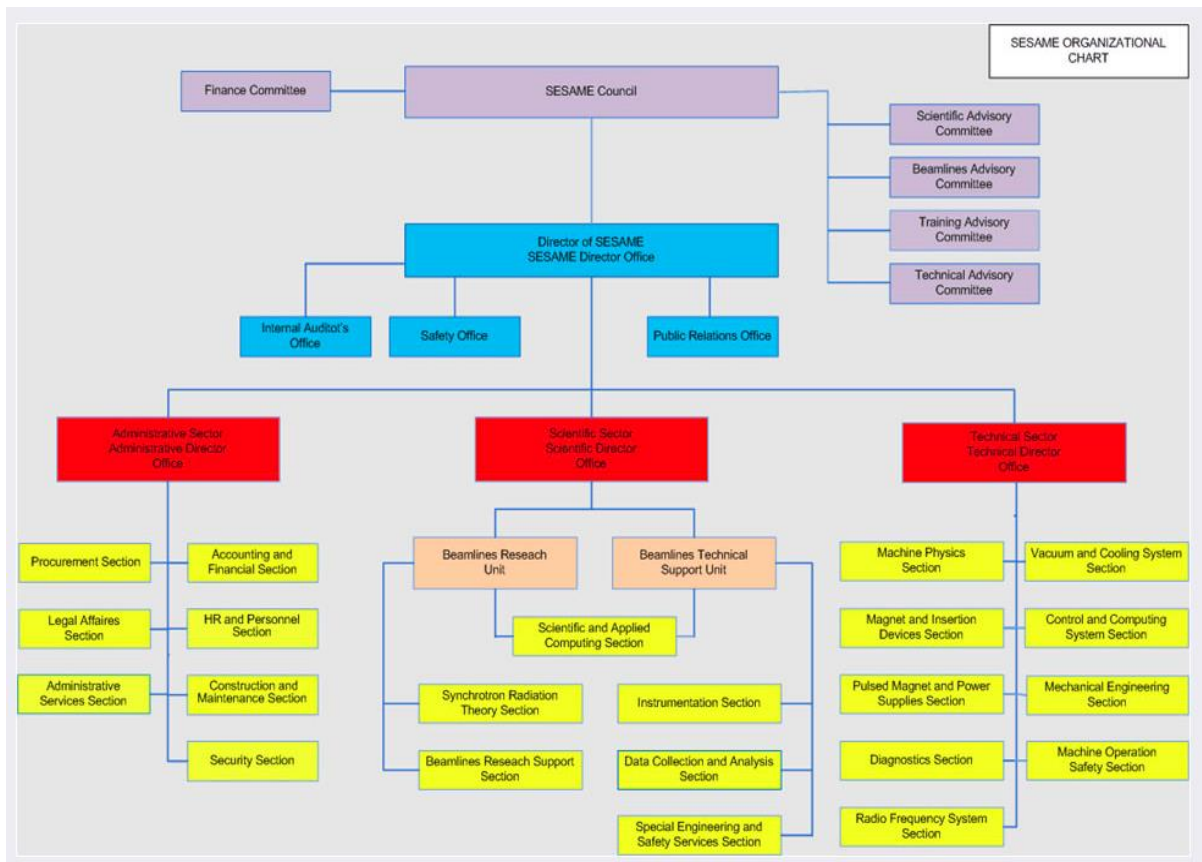 SESAME ORGANIZATIONAL
CHART
Finance Committee
SESAME Council
Scientific Advisory
Committee
Beamlines Advisory
Committee
Training Advisory
Committee
Technical Advisory
Committee
Director of SESAME
SESAME Director Office
Internal Auditot's
Office
Safety Office
Public Relations Office
Administrative Sector
Administrative Director
Office
Scientific Sector
Scientific Director
Office
Technical Sector
Technical Director
Office
Procurement Section
Accounting and
Financial Section
Legal Affaires
Section
HR and Personnel
Section
Administrative
Services Section
Construction and
Maintenance Section
Security Section
Beamlines Reseach
Unit
Beamlines Technical
Support Unit
Scientific and Applied
Computing Section
Synchrotron Radiation
Theory Section
Beamlines Reseach Support
Section
Instrumentation Section
Data Collection and Analysis
Section
Special Engineering and
Safety Services Section
Machine Physics
Section
Vacuum and Cooling System
Section
Magnet and Insertion
Devices Section
Control and Computing
System Section
Pulsed Magnet and Power
Supplies Section
Mechanical Engineering
Section
Diagnostics Section
Machine Operation
Safety Section
Radio Frequency System
Section